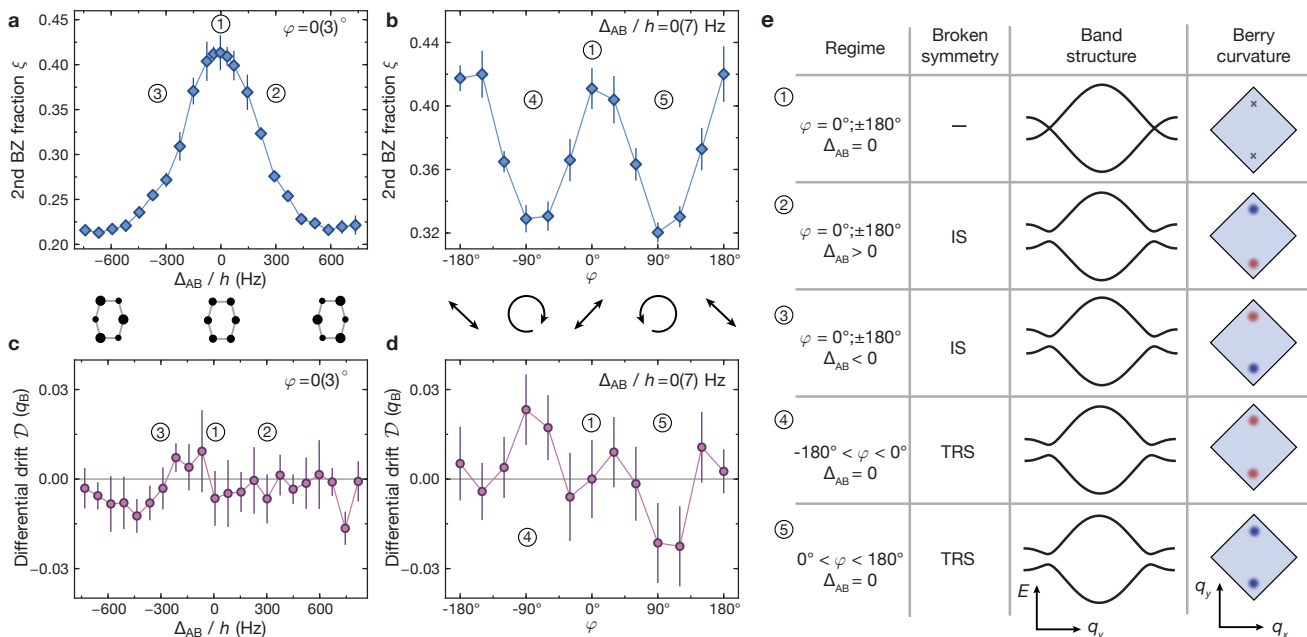 a
φ=0(3)°
①
③
②
2nd BZ fraction ξ
0.40
0.35
0.30
0.25
0.20
−600
−300
0
300
600
Δ_AB / h (Hz)
b
Δ_AB / h=0(7) Hz
①
④
⑤
2nd BZ fraction ξ
0.44
0.40
0.36
0.32
-180°
-90°
0°
90°
180°
φ
c
φ=0(3)°
③
①
②
Differential drift 𝒟 (q_B)
0.03
0.00
−0.03
−600
−300
0
300
600
Δ_AB / h (Hz)
d
Δ_AB / h=0(7) Hz
①
⑤
④
Differential drift 𝒟 (q_B)
0.03
0.00
−0.03
-180°
-90°
0°
90°
180°
φ
e
Regime
Broken symmetry
Band structure
Berry curvature
①
φ = 0°;±180°
Δ_AB = 0
—
②
φ = 0°;±180°
Δ_AB > 0
IS
③
φ = 0°;±180°
Δ_AB < 0
IS
④
-180° < φ < 0°
Δ_AB = 0
TRS
⑤
0° < φ < 180°
Δ_AB = 0
TRS
E
q_y
q_y
q_x